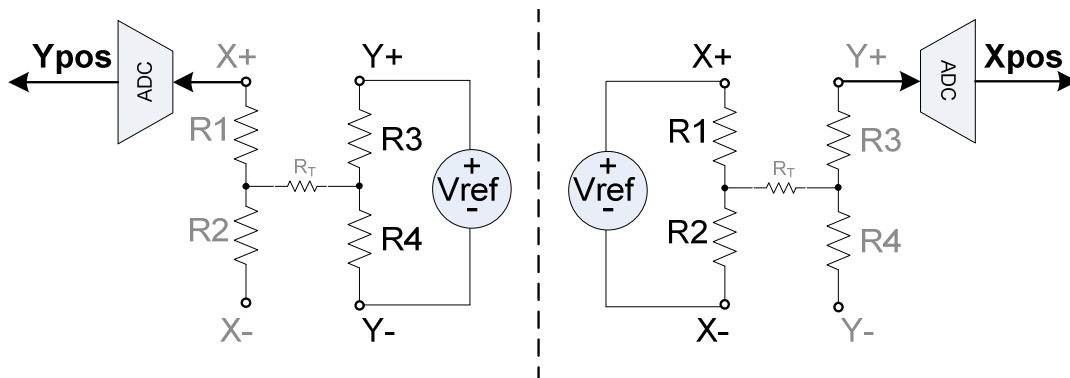 Ypos
ADC
X+
Y+
R1
R3
RT
+
Vref
-
R2
R4
X-
Y-
X+
Y+
ADC
Xpos
R1
R3
RT
+
Vref
-
R2
R4
X-
Y-